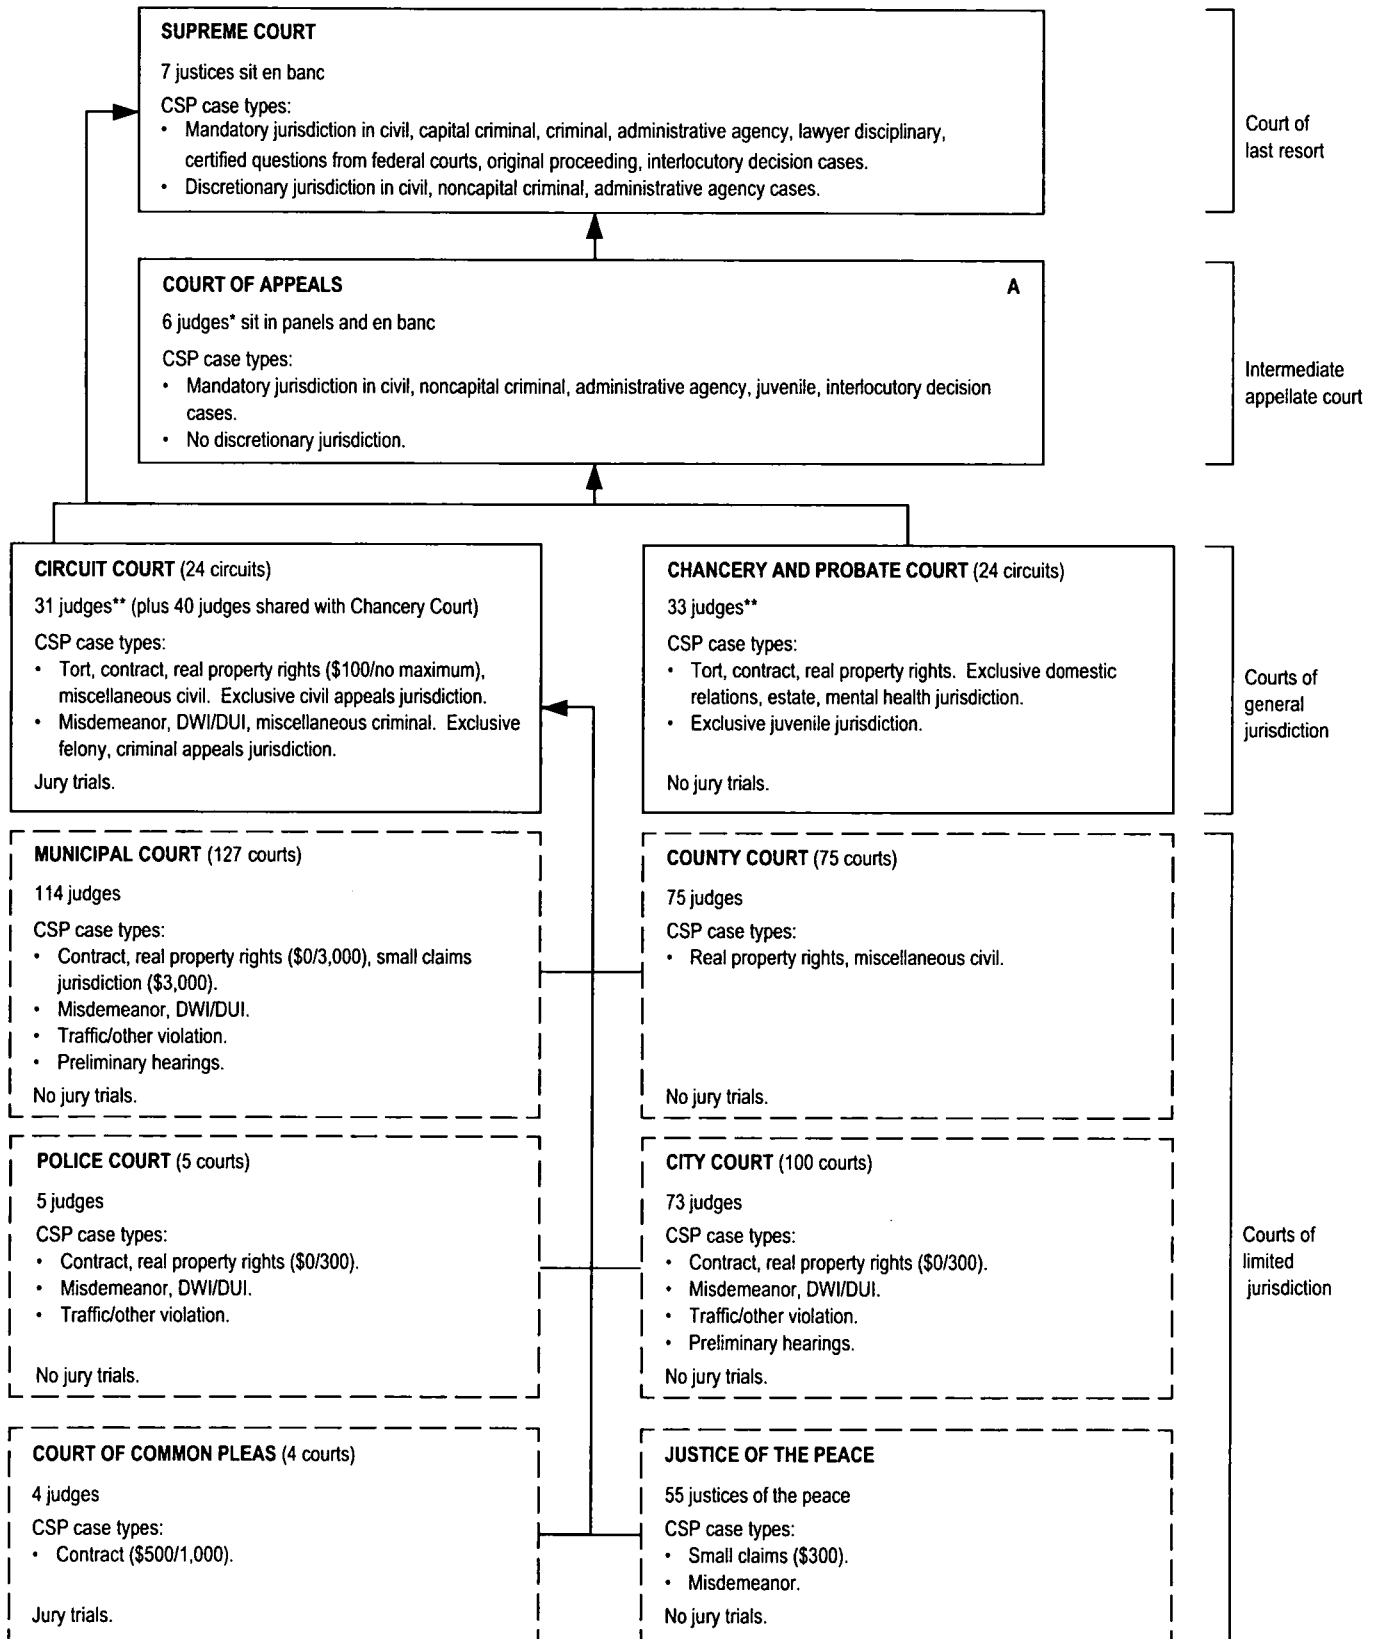 SUPREME COURT
7 justices sit en banc
CSP case types:
• Mandatory jurisdiction in civil, capital criminal, criminal, administrative agency, lawyer disciplinary,
certified questions from federal courts, original proceeding, interlocutory decision cases.
• Discretionary jurisdiction in civil, noncapital criminal, administrative agency cases.
Court of
last resort
COURT OF APPEALS
A
6 judges* sit in panels and en banc
CSP case types:
• Mandatory jurisdiction in civil, noncapital criminal, administrative agency, juvenile, interlocutory decision
cases.
• No discretionary jurisdiction.
Intermediate
appellate court
CIRCUIT COURT (24 circuits)
31 judges** (plus 40 judges shared with Chancery Court)
CSP case types:
• Tort, contract, real property rights ($100/no maximum),
miscellaneous civil. Exclusive civil appeals jurisdiction.
• Misdemeanor, DWI/DUI, miscellaneous criminal. Exclusive
felony, criminal appeals jurisdiction.
Jury trials.
CHANCERY AND PROBATE COURT (24 circuits)
33 judges**
CSP case types:
• Tort, contract, real property rights. Exclusive domestic
relations, estate, mental health jurisdiction.
• Exclusive juvenile jurisdiction.
No jury trials.
Courts of
general
jurisdiction
MUNICIPAL COURT (127 courts)
114 judges
CSP case types:
• Contract, real property rights ($0/3,000), small claims
jurisdiction ($3,000).
• Misdemeanor, DWI/DUI.
• Traffic/other violation.
• Preliminary hearings.
No jury trials.
COUNTY COURT (75 courts)
75 judges
CSP case types:
• Real property rights, miscellaneous civil.
No jury trials.
POLICE COURT (5 courts)
5 judges
CSP case types:
• Contract, real property rights ($0/300).
• Misdemeanor, DWI/DUI.
• Traffic/other violation.
No jury trials.
CITY COURT (100 courts)
73 judges
CSP case types:
• Contract, real property rights ($0/300).
• Misdemeanor, DWI/DUI.
• Traffic/other violation.
• Preliminary hearings.
No jury trials.
Courts of
limited
jurisdiction
COURT OF COMMON PLEAS (4 courts)
4 judges
CSP case types:
• Contract ($500/1,000).
Jury trials.
JUSTICE OF THE PEACE
55 justices of the peace
CSP case types:
• Small claims ($300).
• Misdemeanor.
No jury trials.